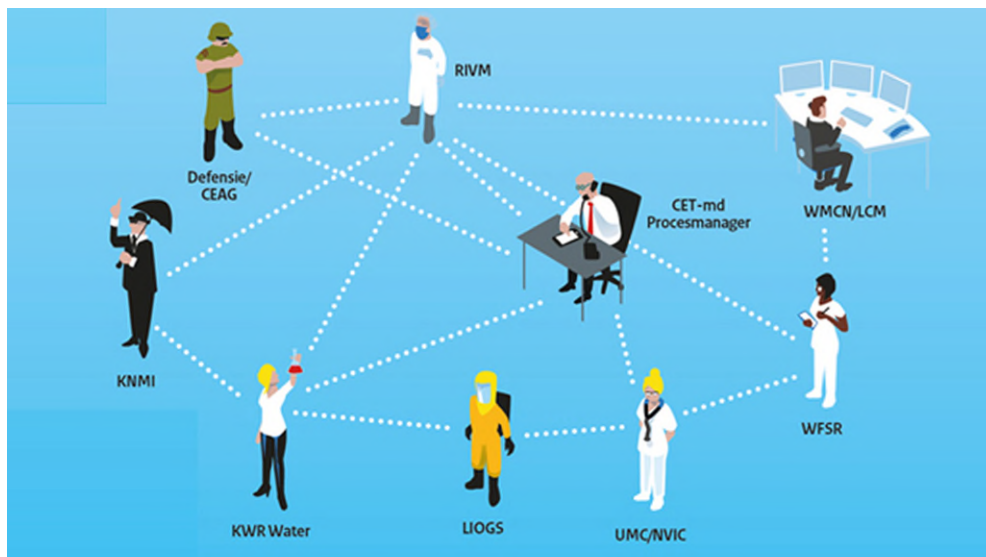 RIVM
Defensie/
CEAG
WMCN/LCM
CET-md
Procesmanager
KNMI
WFSR
KWR Water
LIOGS
UMC/NVIC